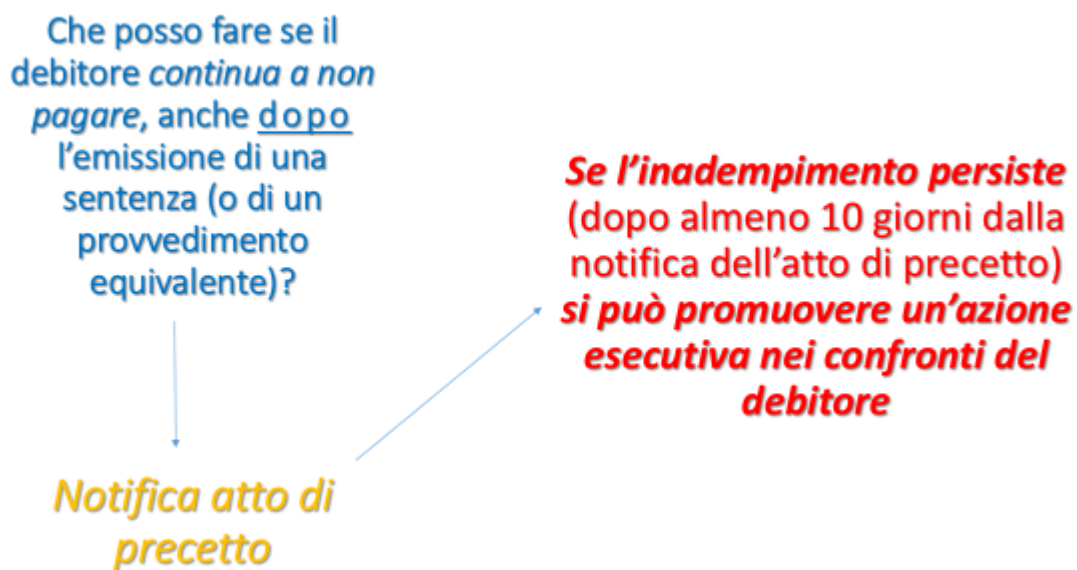 Che posso fare se il
debitore continua a non
pagare, anche dopo
l'emissione di una
sentenza (o di un
provvedimento
equivalente)?
Notifica atto di
precetto
Se l'inadempimento persiste
(dopo almeno 10 giorni dalla
notifica dell'atto di precetto)
si può promuovere un'azione
esecutiva nei confronti del
debitore